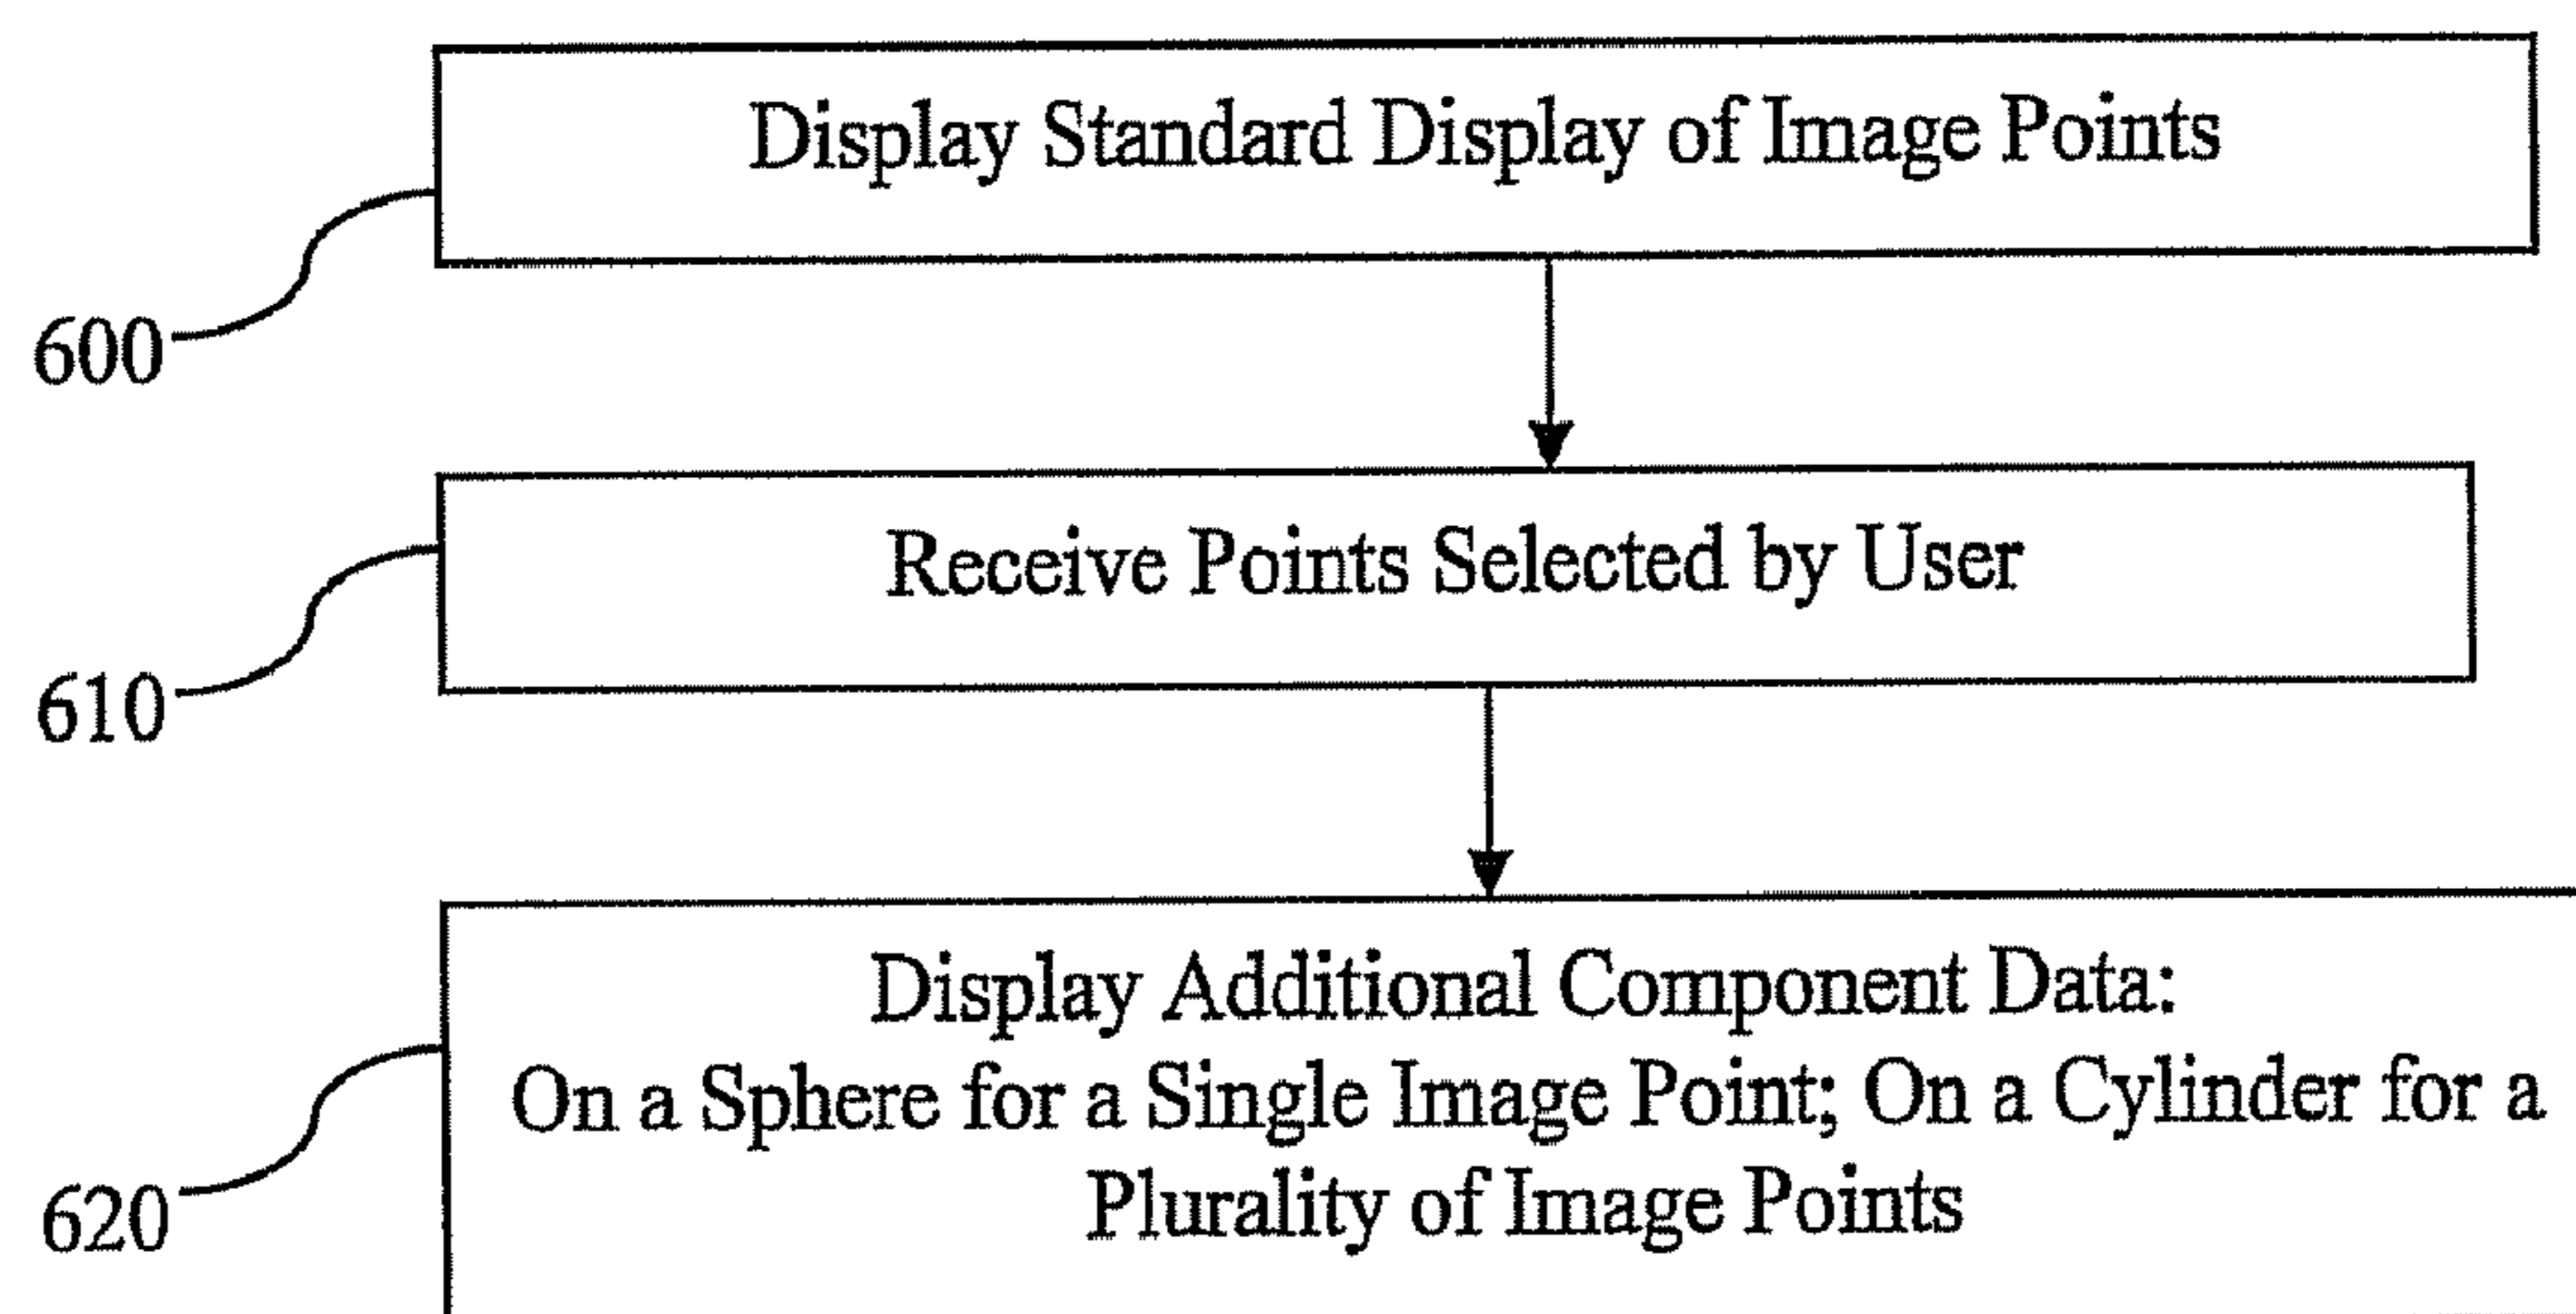 Display Standard Display of Image Points
600
Receive Points Selected by User
610
Display Additional Component Data:
On a Sphere for a Single Image Point; On a Cylinder for a
Plurality of Image Points
620